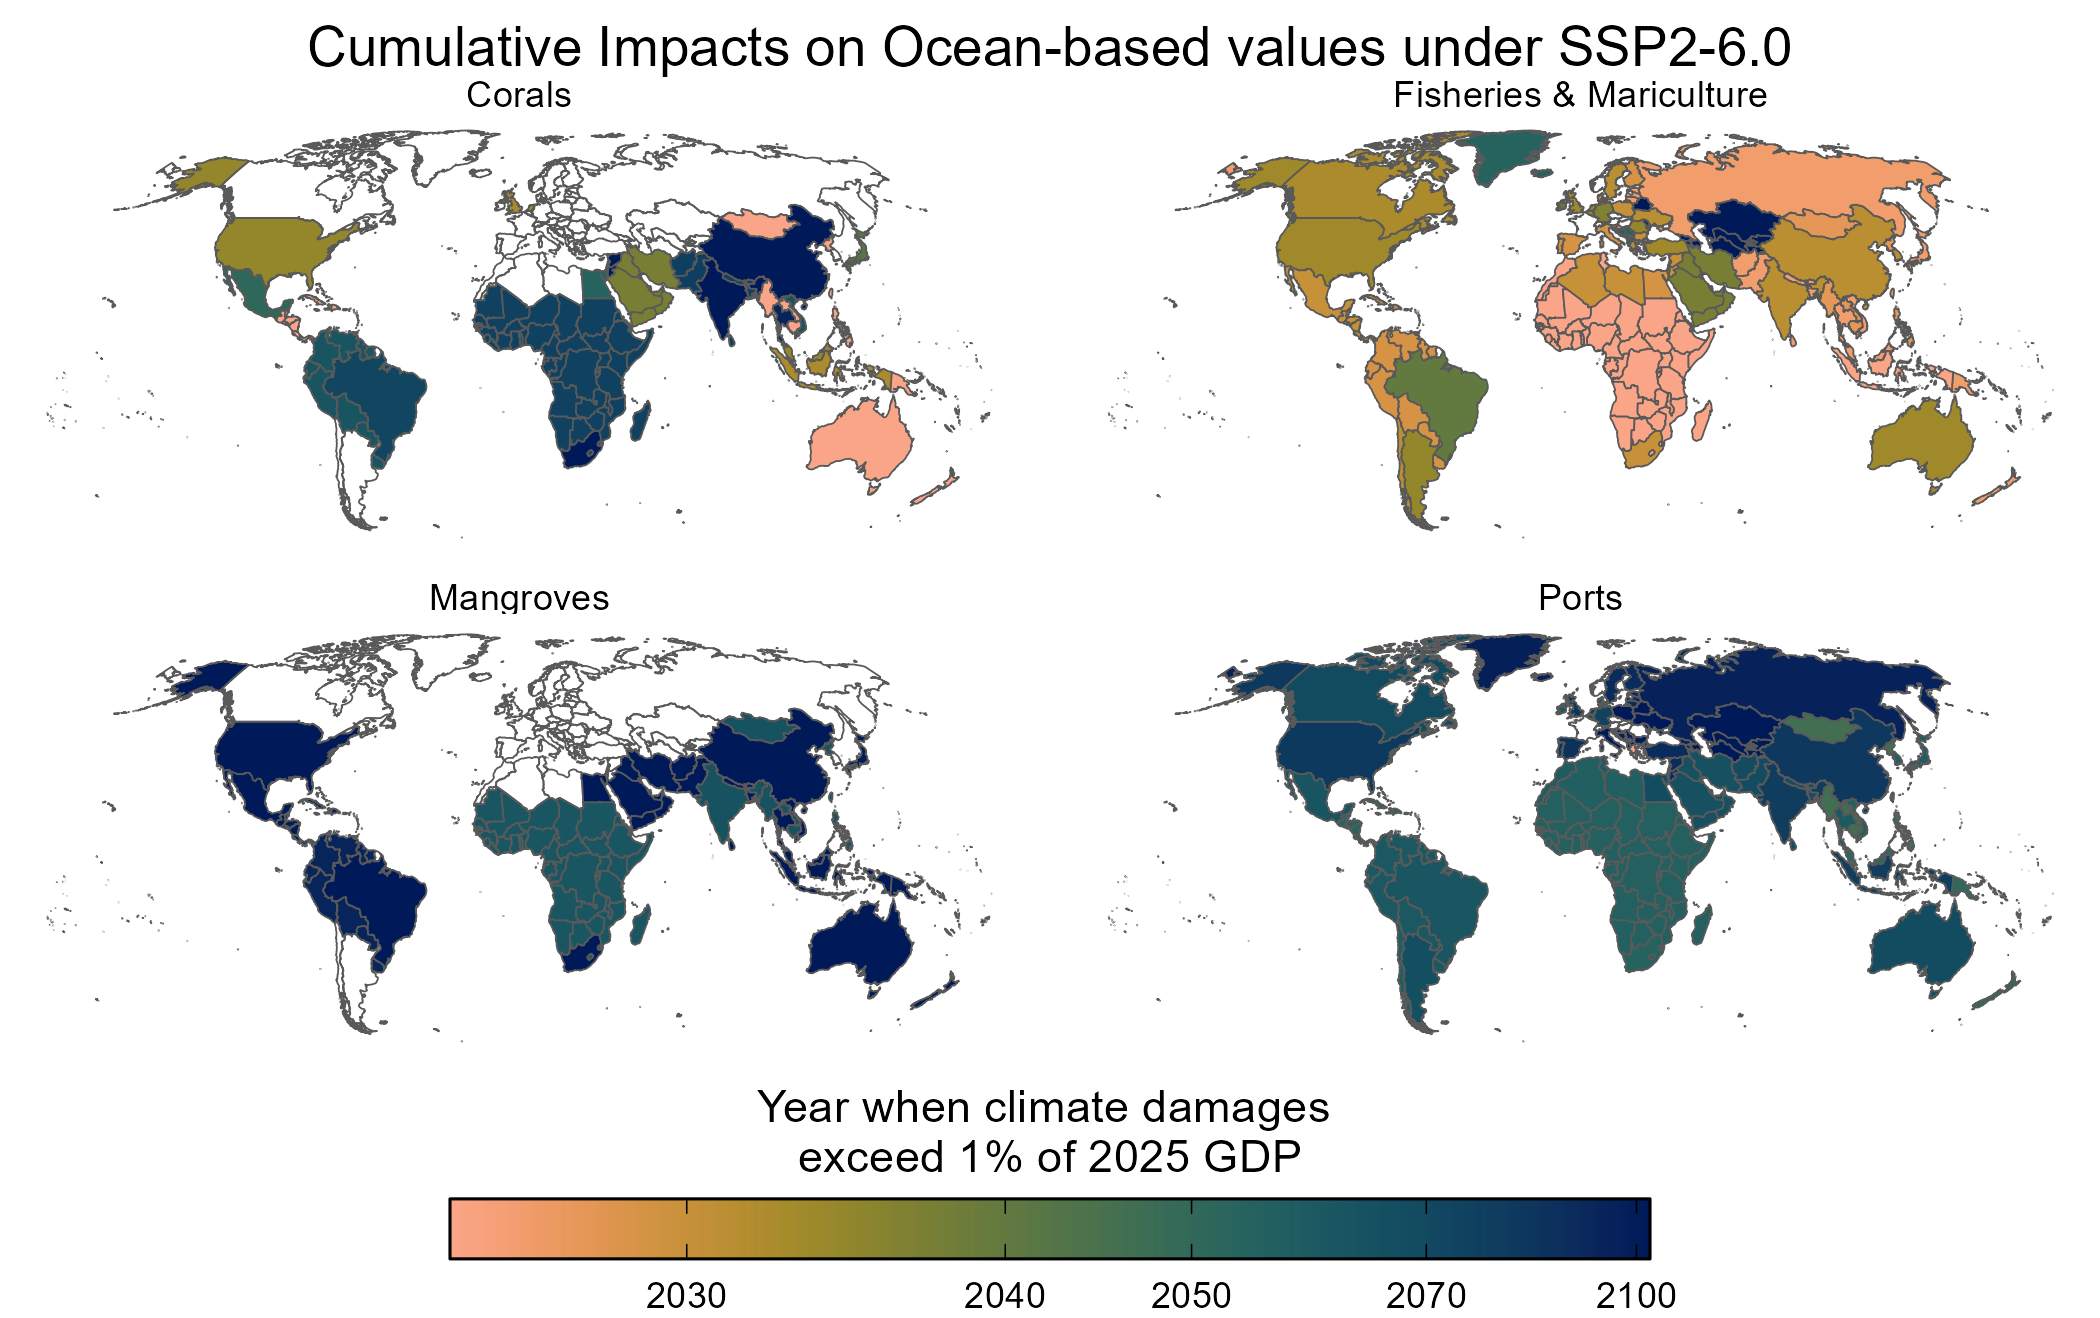 Cumulative Impacts on Ocean-based values under SSP2-6.0
Corals
Fisheries & Mariculture
Mangroves
Ports
Year when climate damages
exceed 1% of 2025 GDP
2030 2040 2050 2070 2100